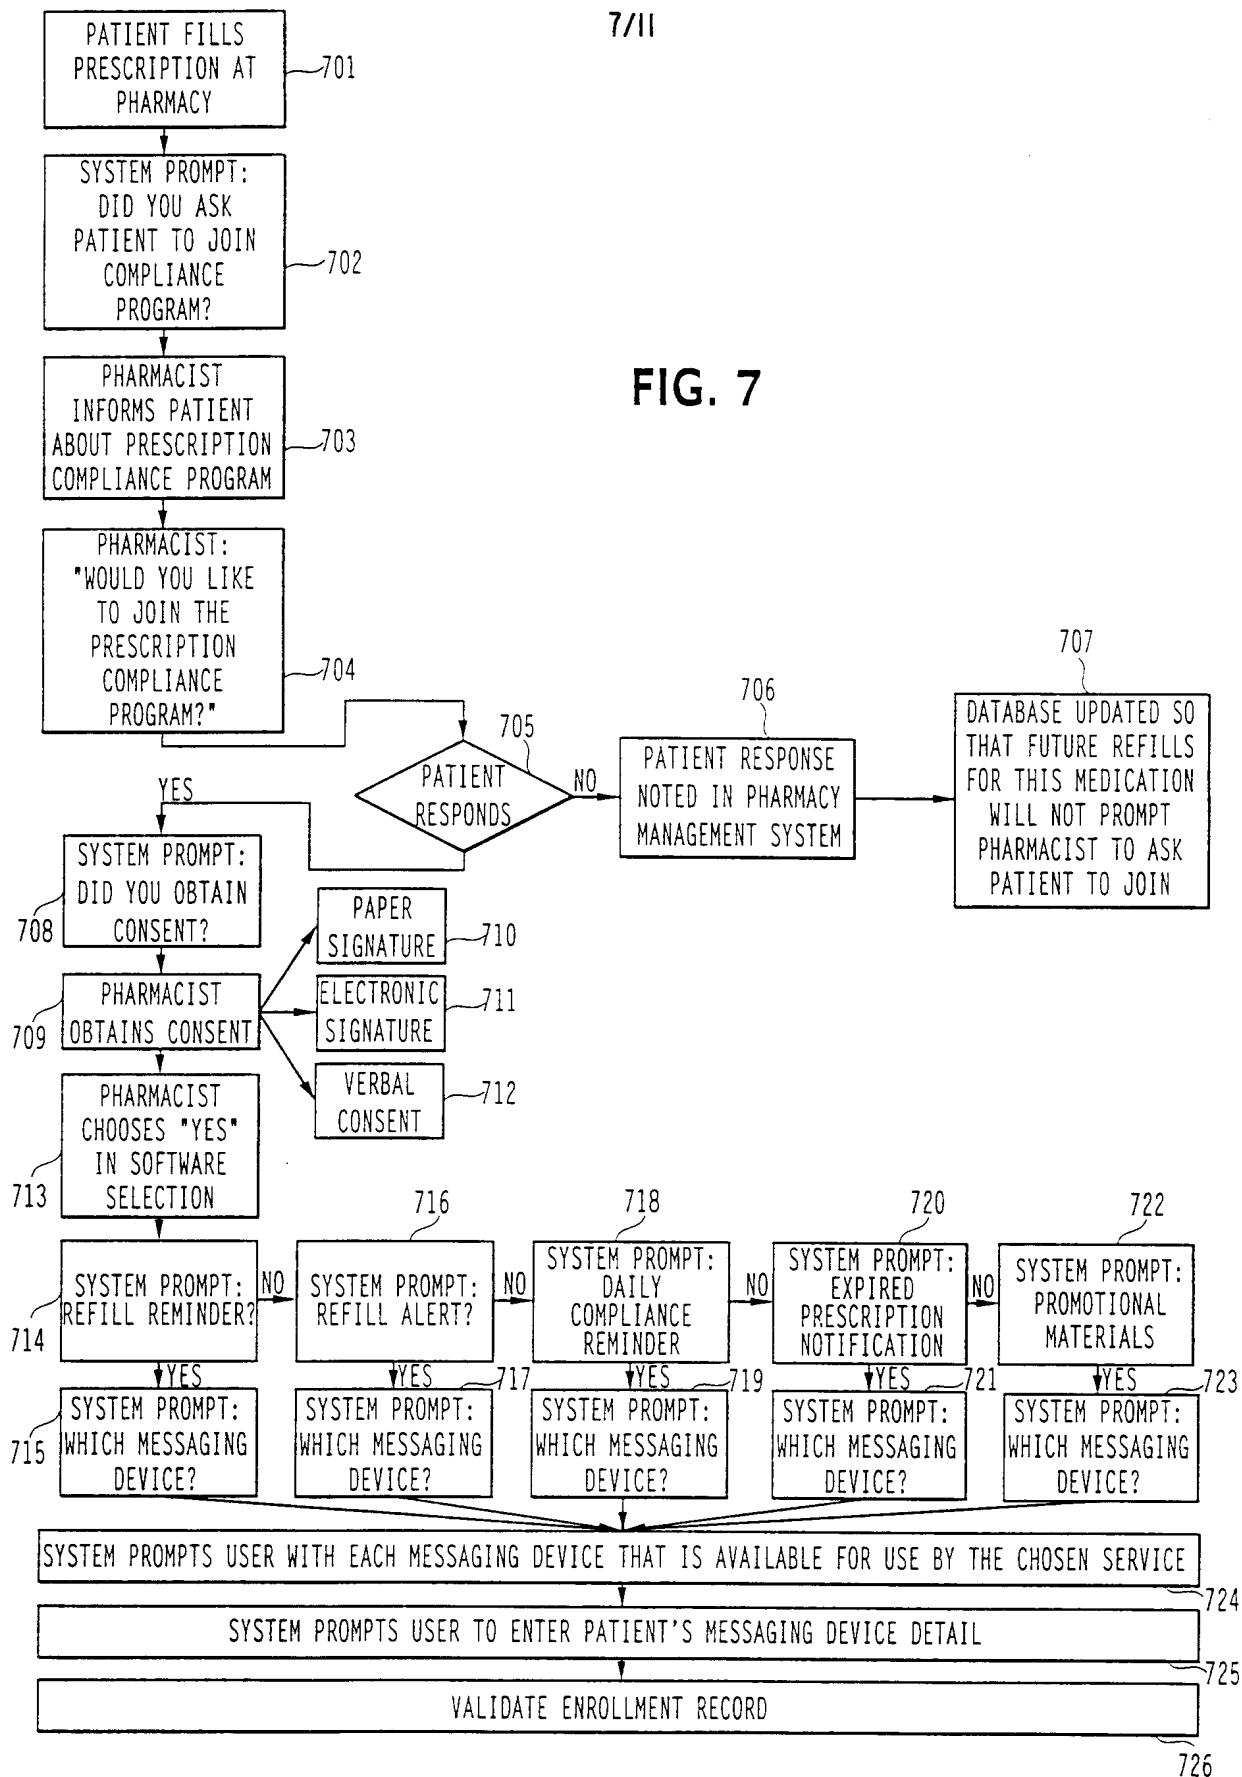 7/11
PATIENT FILLS
PRESCRIPTION AT
PHARMACY
701
SYSTEM PROMPT:
DID YOU ASK
PATIENT TO JOIN
COMPLIANCE
PROGRAM?
702
PHARMACIST
INFORMS PATIENT
ABOUT PRESCRIPTION
COMPLIANCE PROGRAM
703
FIG. 7
PHARMACIST:
"WOULD YOU LIKE
TO JOIN THE
PRESCRIPTION
COMPLIANCE
PROGRAM?"
704
705
PATIENT
RESPONDS
NO
706
PATIENT RESPONSE
NOTED IN PHARMACY
MANAGEMENT SYSTEM
707
DATABASE UPDATED SO
THAT FUTURE REFILLS
FOR THIS MEDICATION
WILL NOT PROMPT
PHARMACIST TO ASK
PATIENT TO JOIN
YES
SYSTEM PROMPT:
DID YOU OBTAIN
CONSENT?
708
PHARMACIST
OBTAINS CONSENT
709
PAPER
SIGNATURE
710
ELECTRONIC
SIGNATURE
711
VERBAL
CONSENT
712
PHARMACIST
CHOOSES "YES"
IN SOFTWARE
SELECTION
713
SYSTEM PROMPT:
REFILL REMINDER?
714
NO
716
SYSTEM PROMPT:
REFILL ALERT?
NO
718
SYSTEM PROMPT:
DAILY
COMPLIANCE
REMINDER
NO
720
SYSTEM PROMPT:
EXPIRED
PRESCRIPTION
NOTIFICATION
NO
722
SYSTEM PROMPT:
PROMOTIONAL
MATERIALS
YES
YES
717
YES
719
YES
721
YES
723
SYSTEM PROMPT:
WHICH MESSAGING
DEVICE?
715
SYSTEM PROMPT:
WHICH MESSAGING
DEVICE?
SYSTEM PROMPT:
WHICH MESSAGING
DEVICE?
SYSTEM PROMPT:
WHICH MESSAGING
DEVICE?
SYSTEM PROMPT:
WHICH MESSAGING
DEVICE?
SYSTEM PROMPTS USER WITH EACH MESSAGING DEVICE THAT IS AVAILABLE FOR USE BY THE CHOSEN SERVICE
724
SYSTEM PROMPTS USER TO ENTER PATIENT'S MESSAGING DEVICE DETAIL
725
VALIDATE ENROLLMENT RECORD
726